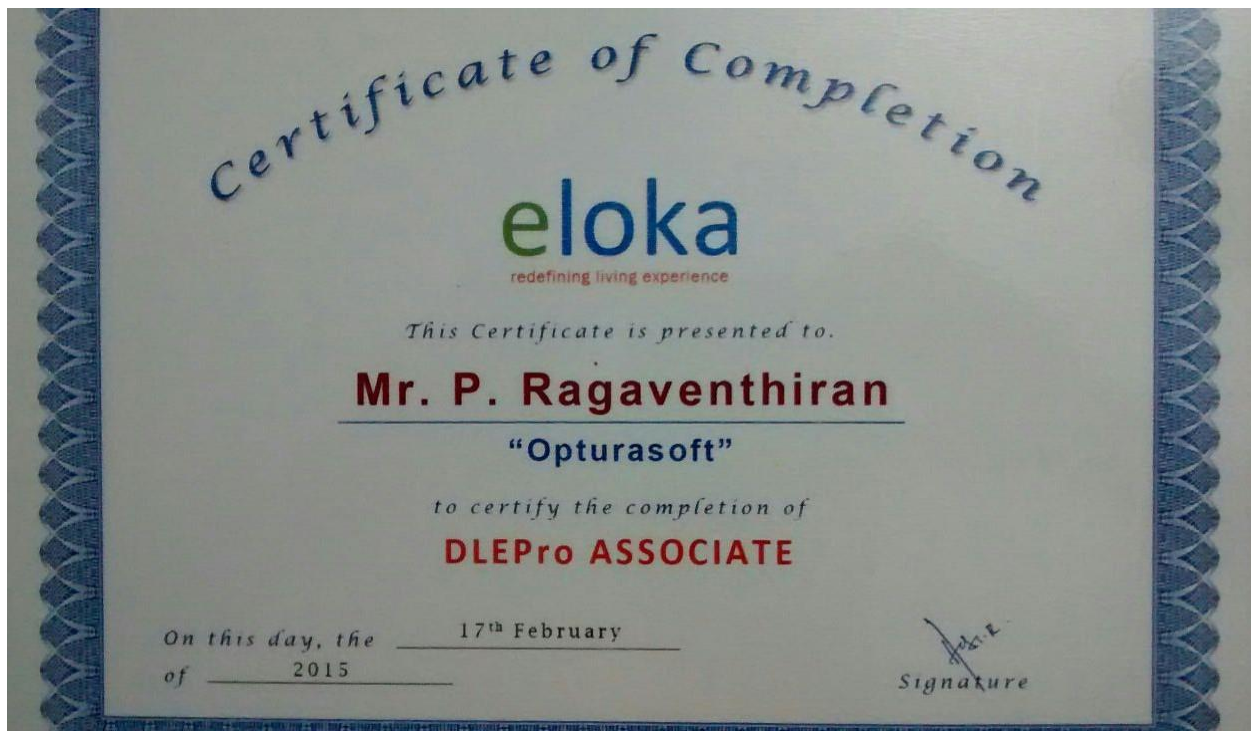 Certificate of Completion
eloka
redefining living experience
This Certificate is presented to.
Mr. P. Ragaventhiran
“Opturasoft”
to certify the completion of
DLEPro ASSOCIATE
On this day, the 17th February
of 2015
Signature